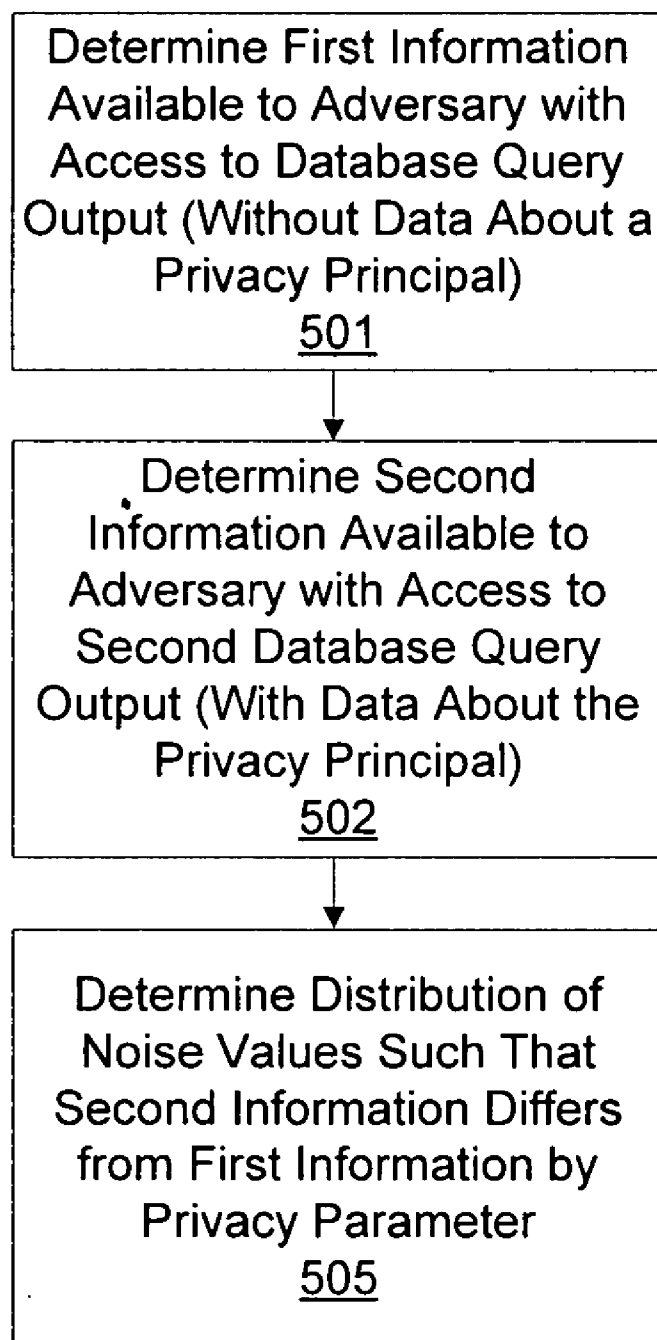 Determine First Information
Available to Adversary with
Access to Database Query
Output (Without Data About a
Privacy Principal)
501
Determine Second
Information Available to
Adversary with Access to
Second Database Query
Output (With Data About the
Privacy Principal)
502
Determine Distribution of
Noise Values Such That
Second Information Differs
from First Information by
Privacy Parameter
505